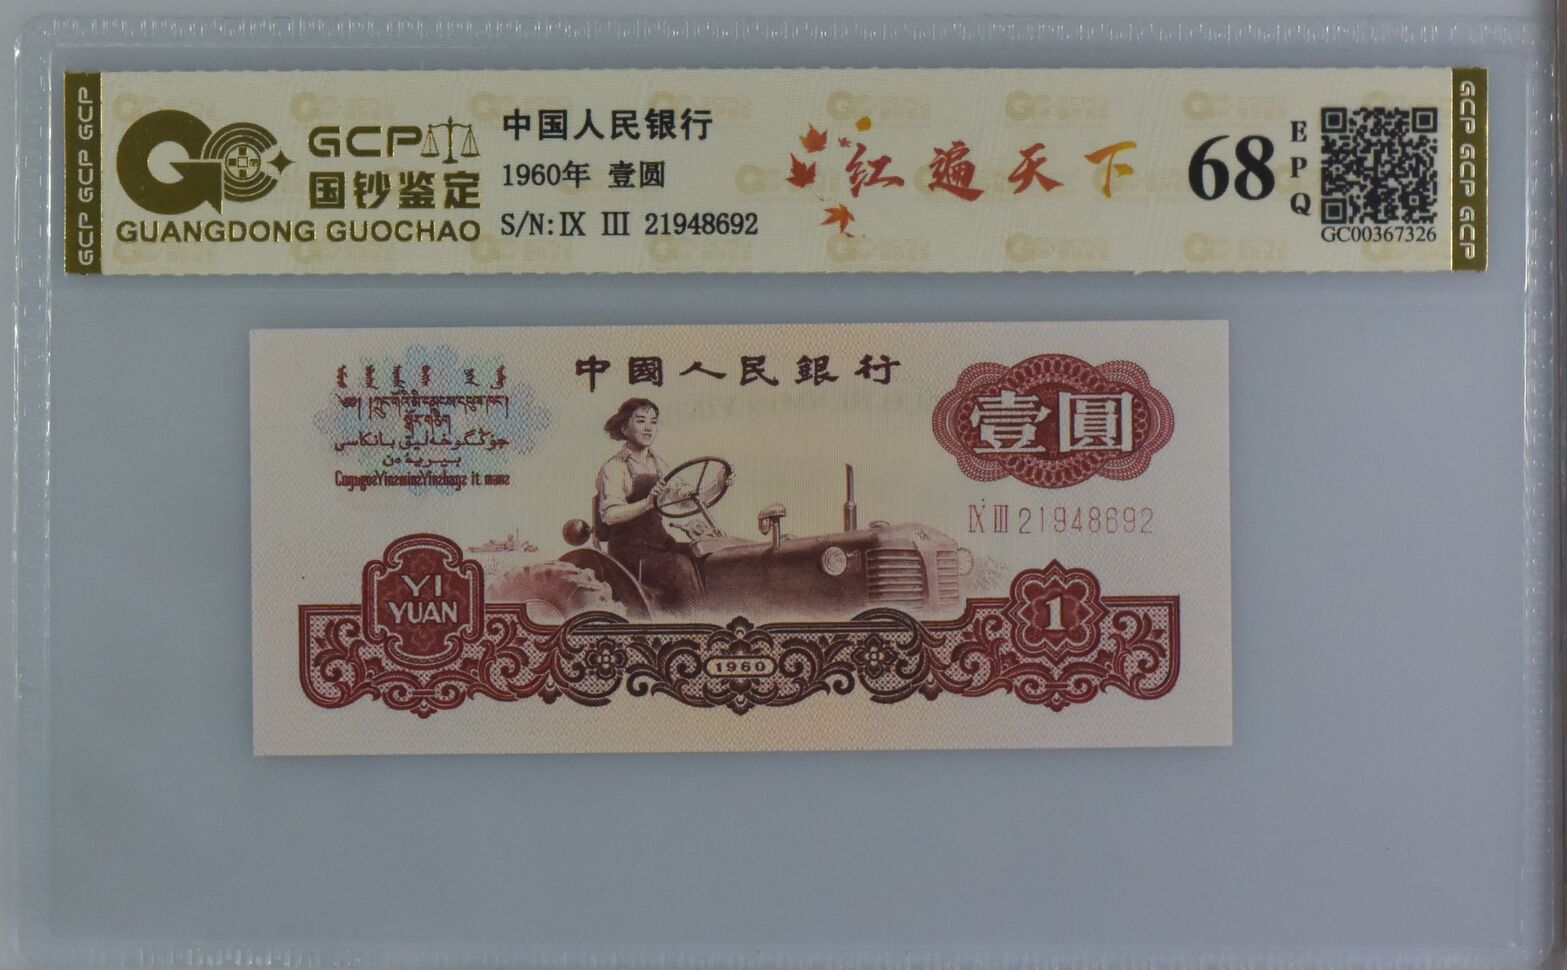 GCP GCP GCP
GCP
国钞鉴定
GUANGDONG GUOCHAO
中国人民银行
1960年 壹圆
S/N: IX III 21948692
红遍天下
68
EPQ
GC00367326
GCP GCP GCP
中國人民銀行
壹圓
IX III 21948692
YI
YUAN
1960
1